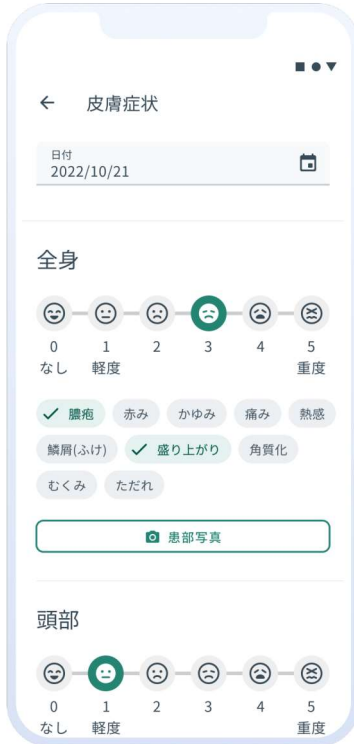 皮膚症状
日付
2022/10/21
全身
0 1 2 3 4 5
なし 軽度 重度
膿疱 赤み かゆみ 痛み 熱感
鱗屑(ふけ) 盛り上がり 角質化
むくみ ただれ
患部写真
頭部
0 1 2 3 4 5
なし 軽度 重度